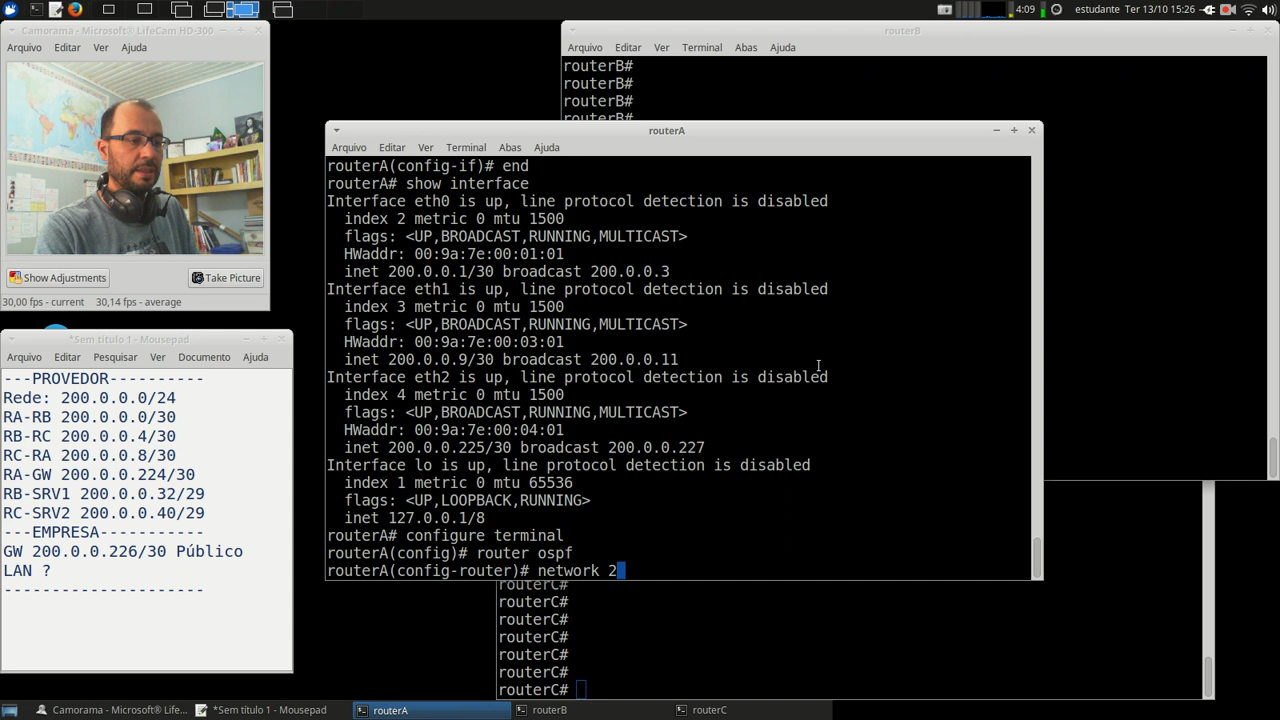 4:09 estudante Ter 13/10 15:26
Camorama - Microsoft® LifeCam HD-300
Arquivo Editar Ver Ajuda
Show Adjustments Take Picture
30,00 fps - current 30,14 fps - average
*Sem título 1 - Mousepad
Arquivo Editar Pesquisar Ver Documento Ajuda
---PROVEDOR----------
Rede: 200.0.0.0/24
RA-RB 200.0.0.0/30
RB-RC 200.0.0.4/30
RC-RA 200.0.0.8/30
RA-GW 200.0.0.224/30
RB-SRV1 200.0.0.32/29
RC-SRV2 200.0.0.40/29
---EMPRESA-----------
GW 200.0.0.226/30 Público
LAN ?
---------------------
routerB
Arquivo Editar Ver Terminal Abas Ajuda
routerB#
routerB#
routerB#
routerB#
routerA
Arquivo Editar Ver Terminal Abas Ajuda
routerA(config-if)# end
routerA# show interface
Interface eth0 is up, line protocol detection is disabled
index 2 metric 0 mtu 1500
flags: <UP,BROADCAST,RUNNING,MULTICAST>
HWaddr: 00:9a:7e:00:01:01
inet 200.0.0.1/30 broadcast 200.0.0.3
Interface eth1 is up, line protocol detection is disabled
index 3 metric 0 mtu 1500
flags: <UP,BROADCAST,RUNNING,MULTICAST>
HWaddr: 00:9a:7e:00:03:01
inet 200.0.0.9/30 broadcast 200.0.0.11
Interface eth2 is up, line protocol detection is disabled
index 4 metric 0 mtu 1500
flags: <UP,BROADCAST,RUNNING,MULTICAST>
HWaddr: 00:9a:7e:00:04:01
inet 200.0.0.225/30 broadcast 200.0.0.227
Interface lo is up, line protocol detection is disabled
index 1 metric 0 mtu 65536
flags: <UP,LOOPBACK,RUNNING>
inet 127.0.0.1/8
routerA# configure terminal
routerA(config)# router ospf
routerA(config-router)# network 2
routerC#
routerC#
routerC#
routerC#
routerC#
routerC#
routerC#
Camorama - Microsoft® LifeC... *Sem título 1 - Mousepad routerA routerB routerC